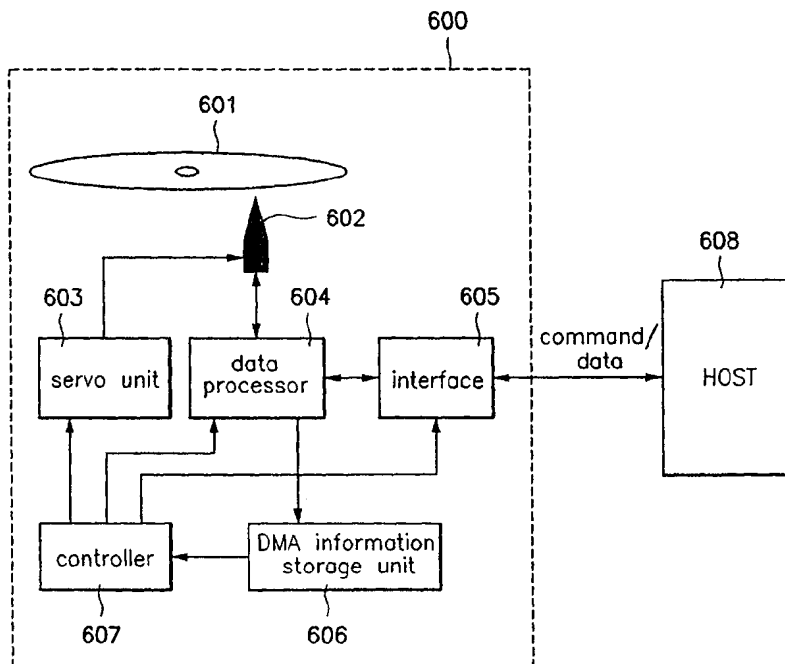 600
601
602
608
603
604
605
servo unit
data
processor
interface
command/
data
HOST
controller
DMA information
storage unit
607
606